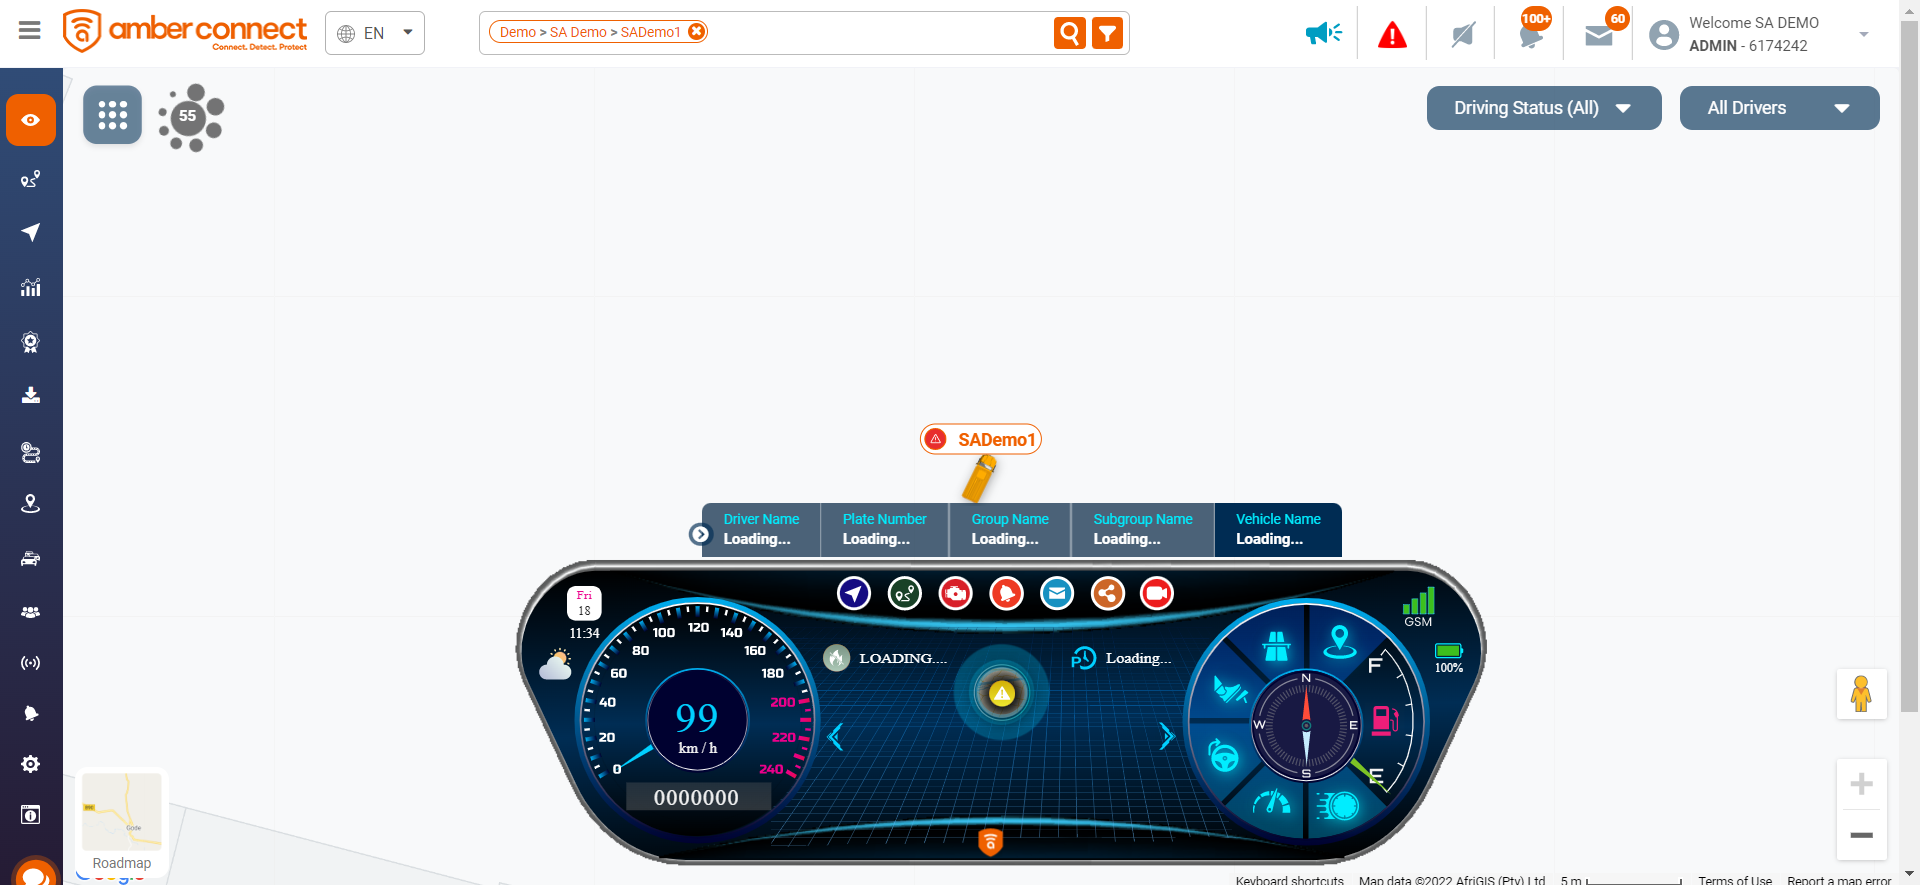 amber connect
Connect. Detect. Protect
EN
Demo > SA Demo > SADemo1
100+
60
Welcome SA DEMO
ADMIN - 6174242
55
Driving Status (All)
All Drivers
SADemo1
Driver Name
Loading...
Plate Number
Loading...
Group Name
Loading...
Subgroup Name
Loading...
Vehicle Name
Loading...
Fri
18
11:34
0
20
40
60
80
100
120
140
160
180
200
220
240
99
km / h
0000000
LOADING....
Loading...
N
W
E
S
F
E
GSM
100%
Gode
Roadmap
Google
Keyboard shortcuts
Map data ©2022 AfriGIS (Pty) Ltd
5 m
Terms of Use
Report a map error